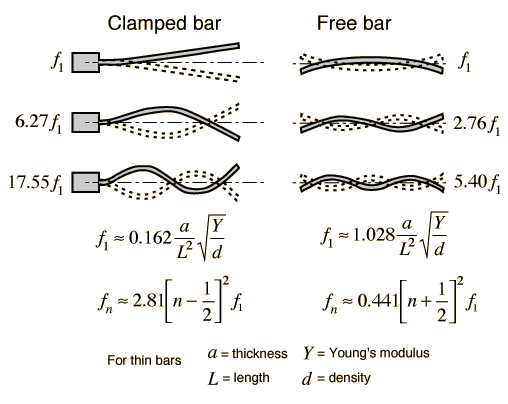 Clamped bar Free bar
f₁ f₁
6.27f₁ 2.76f₁
17.55f₁ 5.40f₁
f₁ ≈ 0.162 a/L² √(Y/d) f₁ ≈ 1.028 a/L² √(Y/d)
fₙ ≈ 2.81[n − 1/2]² f₁ fₙ ≈ 0.441[n + 1/2]² f₁
For thin bars a = thickness Y = Young's modulus
L = length d = density